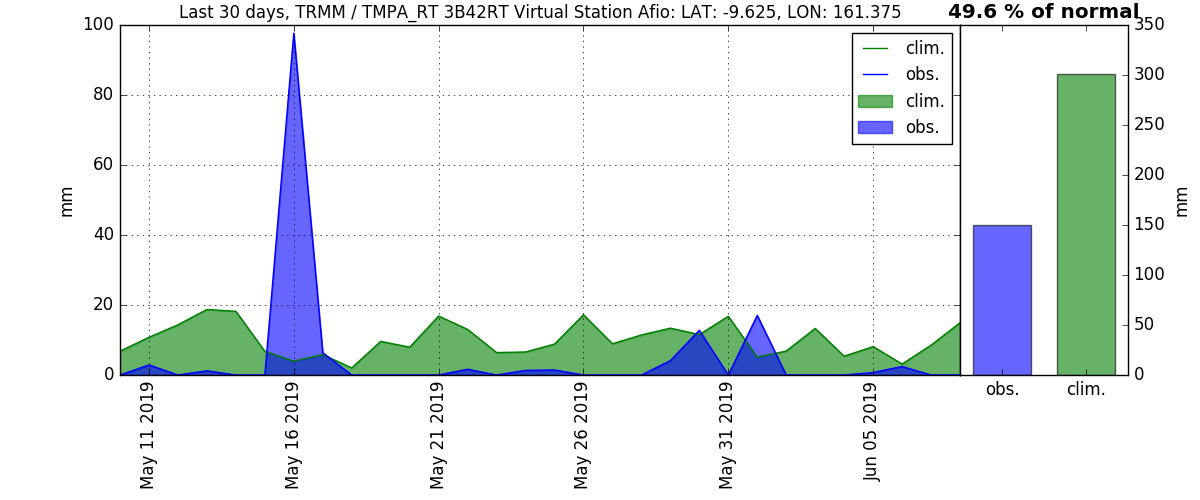 Last 30 days, TRMM / TMPA_RT 3B42RT Virtual Station Afio: LAT: -9.625, LON: 161.375
49.6 % of normal
100
80
60
40
20
0
mm
clim.
obs.
clim.
obs.
May 11 2019
May 16 2019
May 21 2019
May 26 2019
May 31 2019
Jun 05 2019
350
300
250
200
150
100
50
0
mm
obs.
clim.